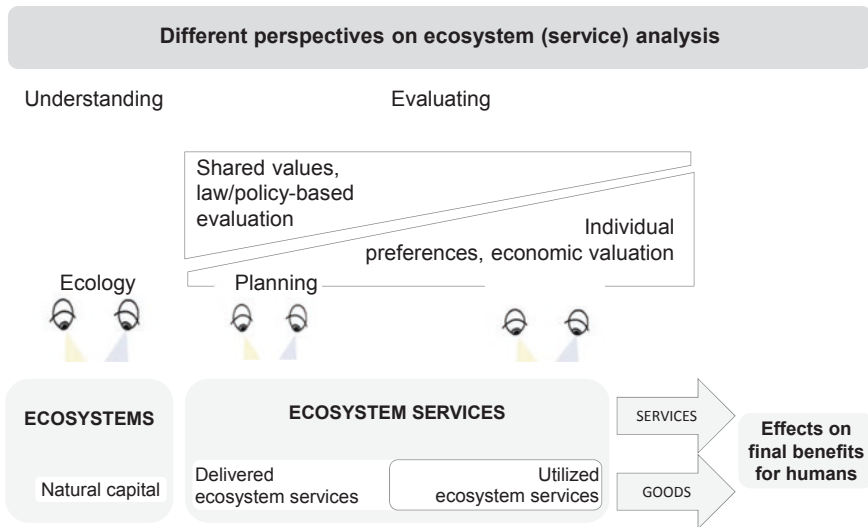 Different perspectives on ecosystem (service) analysis
Understanding
Evaluating
Shared values,
law/policy-based
evaluation
Individual
preferences, economic valuation
Ecology
Planning
ECOSYSTEMS
Natural capital
ECOSYSTEM SERVICES
Delivered
ecosystem services
Utilized
ecosystem services
SERVICES
GOODS
Effects on
final benefits
for humans